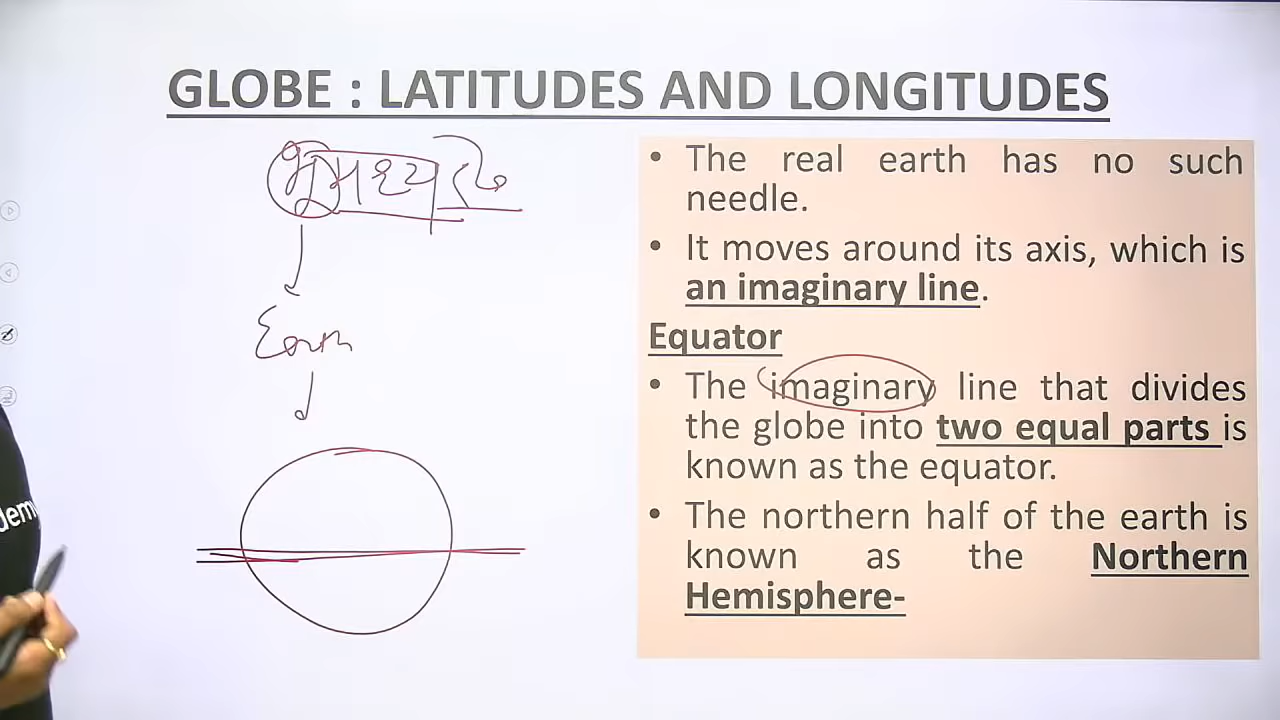 GLOBE : LATITUDES AND LONGITUDES
भूमध्य रे
Earth
• The real earth has no such
needle.
• It moves around its axis, which is
an imaginary line.
Equator
• The imaginary line that divides
the globe into two equal parts is
known as the equator.
• The northern half of the earth is
known as the Northern
Hemisphere-